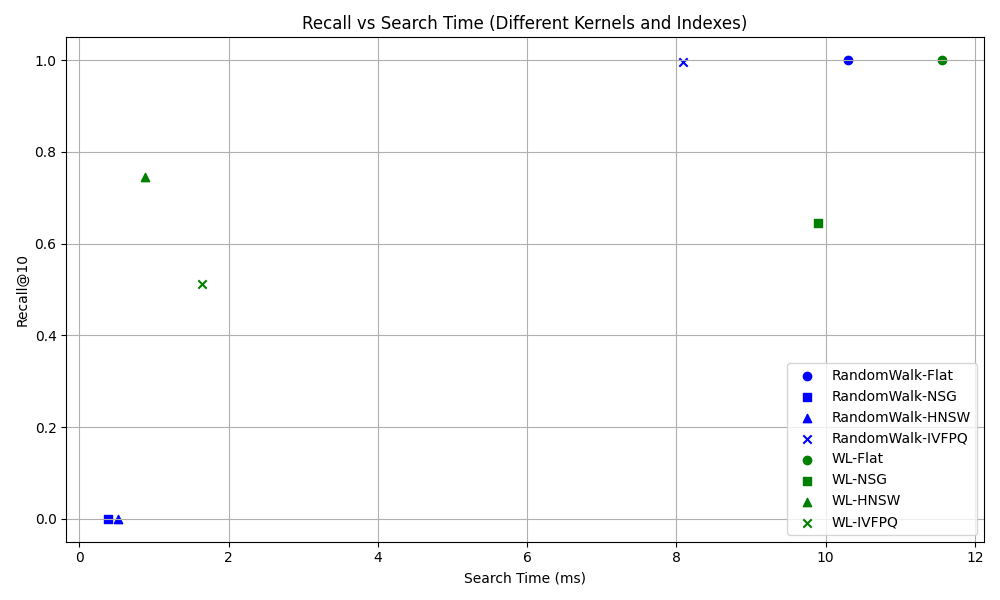 Recall vs Search Time (Different Kernels and Indexes)
Recall@10
1.0
0.8
0.6
0.4
0.2
0.0
0
2
4
6
8
10
12
Search Time (ms)
RandomWalk-Flat
RandomWalk-NSG
RandomWalk-HNSW
RandomWalk-IVFPQ
WL-Flat
WL-NSG
WL-HNSW
WL-IVFPQ